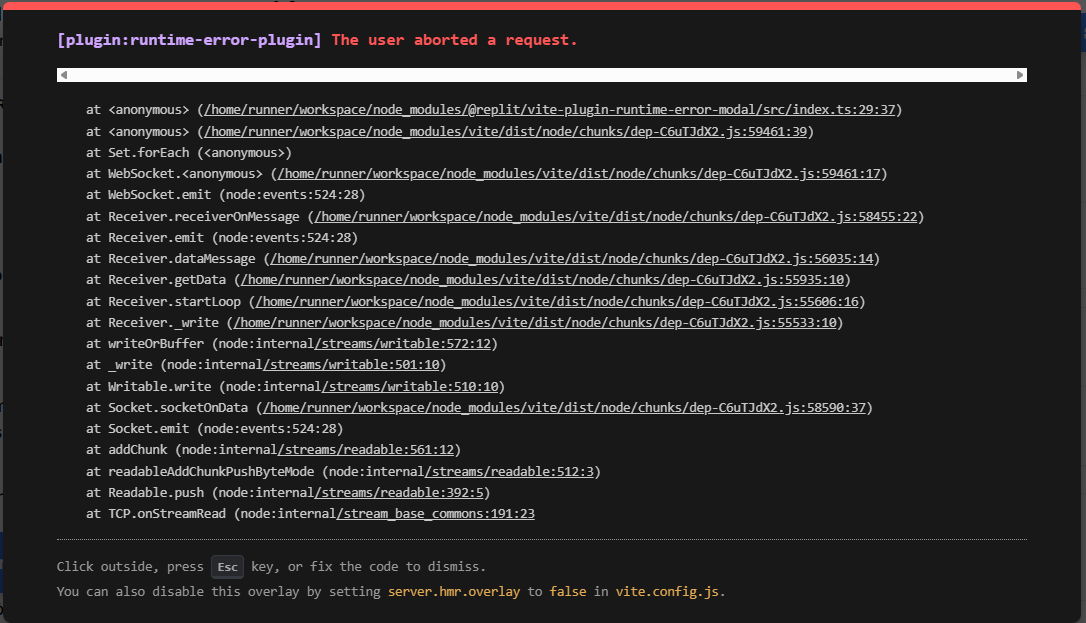 [plugin:runtime-error-plugin] The user aborted a request.
at <anonymous> (/home/runner/workspace/node_modules/@replit/vite-plugin-runtime-error-modal/src/index.ts:29:37)
at <anonymous> (/home/runner/workspace/node_modules/vite/dist/node/chunks/dep-C6uTJdX2.js:59461:39)
at Set.forEach (<anonymous>)
at WebSocket.<anonymous> (/home/runner/workspace/node_modules/vite/dist/node/chunks/dep-C6uTJdX2.js:59461:17)
at WebSocket.emit (node:events:524:28)
at Receiver.receiverOnMessage (/home/runner/workspace/node_modules/vite/dist/node/chunks/dep-C6uTJdX2.js:58455:22)
at Receiver.emit (node:events:524:28)
at Receiver.dataMessage (/home/runner/workspace/node_modules/vite/dist/node/chunks/dep-C6uTJdX2.js:56035:14)
at Receiver.getData (/home/runner/workspace/node_modules/vite/dist/node/chunks/dep-C6uTJdX2.js:55935:10)
at Receiver.startLoop (/home/runner/workspace/node_modules/vite/dist/node/chunks/dep-C6uTJdX2.js:55606:16)
at Receiver._write (/home/runner/workspace/node_modules/vite/dist/node/chunks/dep-C6uTJdX2.js:55533:10)
at writeOrBuffer (node:internal/streams/writable:572:12)
at _write (node:internal/streams/writable:501:10)
at Writable.write (node:internal/streams/writable:510:10)
at Socket.socketOnData (/home/runner/workspace/node_modules/vite/dist/node/chunks/dep-C6uTJdX2.js:58590:37)
at Socket.emit (node:events:524:28)
at addChunk (node:internal/streams/readable:561:12)
at readableAddChunkPushByteMode (node:internal/streams/readable:512:3)
at Readable.push (node:internal/streams/readable:392:5)
at TCP.onStreamRead (node:internal/stream_base_commons:191:23
Click outside, press Esc key, or fix the code to dismiss.
You can also disable this overlay by setting server.hmr.overlay to false in vite.config.js.